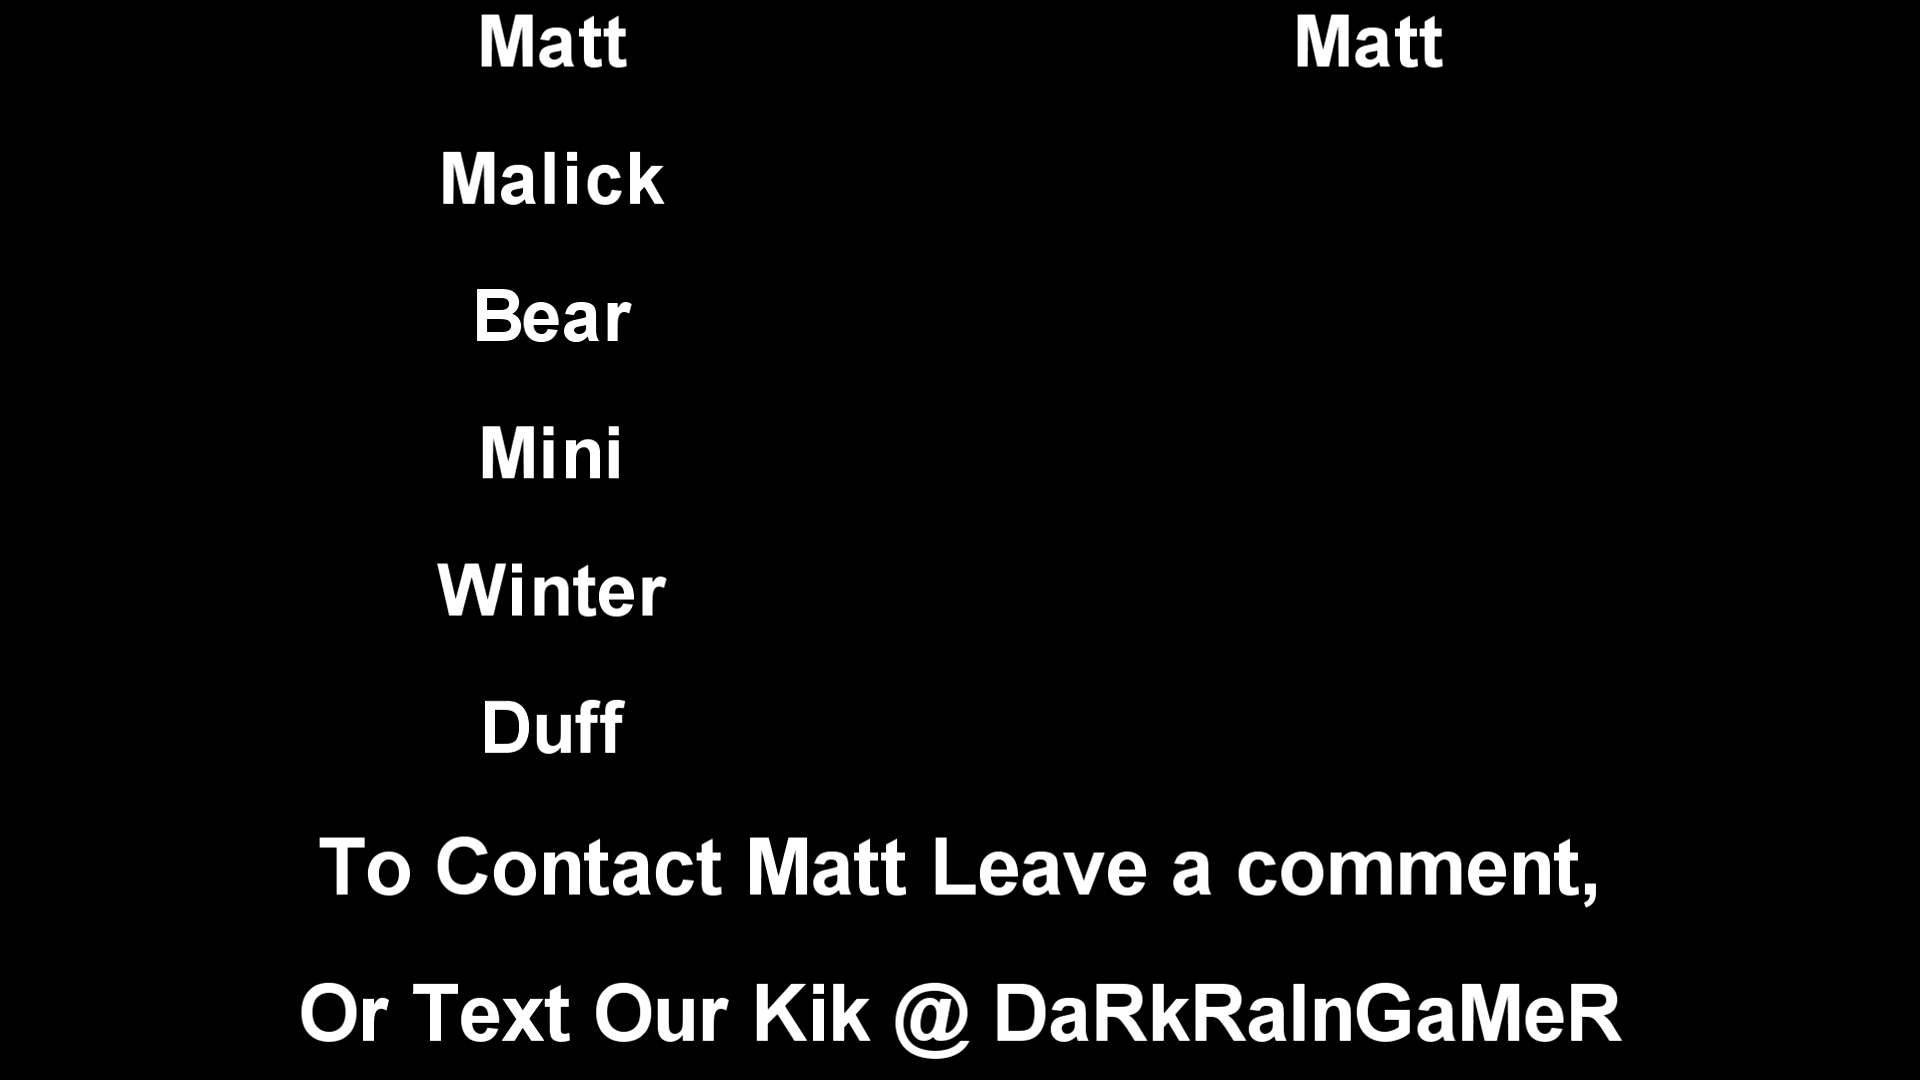 Matt Matt
Malick
Bear
Mini
Winter
Duff
To Contact Matt Leave a comment,
Or Text Our Kik @ DaRkRaInGaMeR